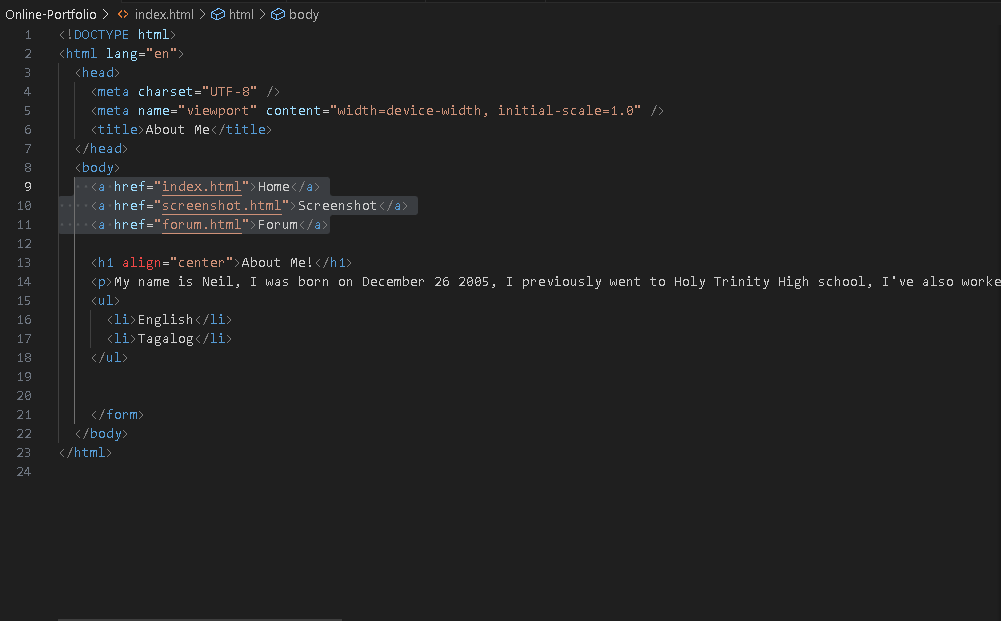 Online-Portfolio > <> index.html > html > body
1 <!DOCTYPE html>
2 <html lang="en">
3 <head>
4 <meta charset="UTF-8" />
5 <meta name="viewport" content="width=device-width, initial-scale=1.0" />
6 <title>About Me</title>
7 </head>
8 <body>
9 <a href="index.html">Home</a>
10 <a href="screenshot.html">Screenshot</a>
11 <a href="forum.html">Forum</a>
12
13 <h1 align="center">About Me!</h1>
14 <p>My name is Neil, I was born on December 26 2005, I previously went to Holy Trinity High school, I've also worke
15 <ul>
16 <li>English</li>
17 <li>Tagalog</li>
18 </ul>
19
20
21 </form>
22 </body>
23 </html>
24